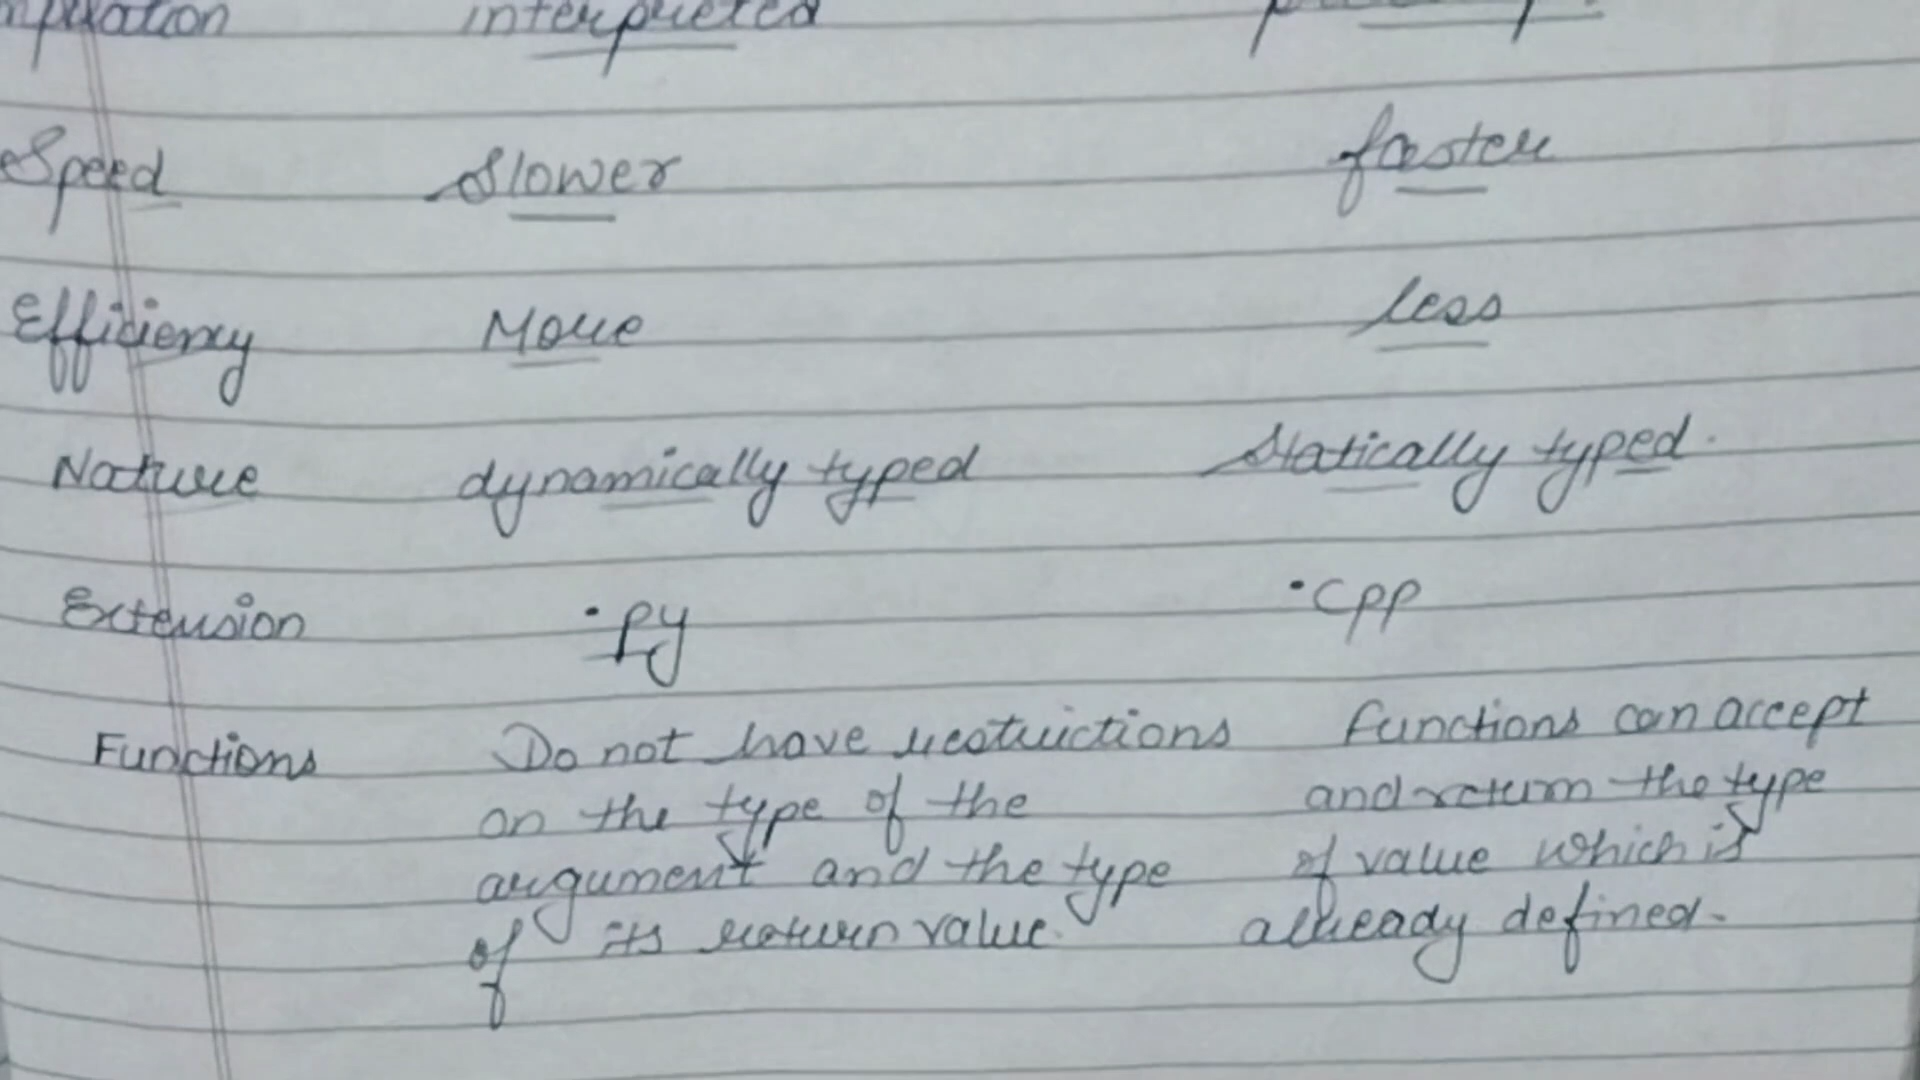 interpreted
Speed Slower faster
Efficiency More less
Nature dynamically typed Statically typed.
Extension .py .cpp
Functions Do not have restrictions functions can accept
on the type of the and return the type
argument and the type of value which is
of its return value. already defined.